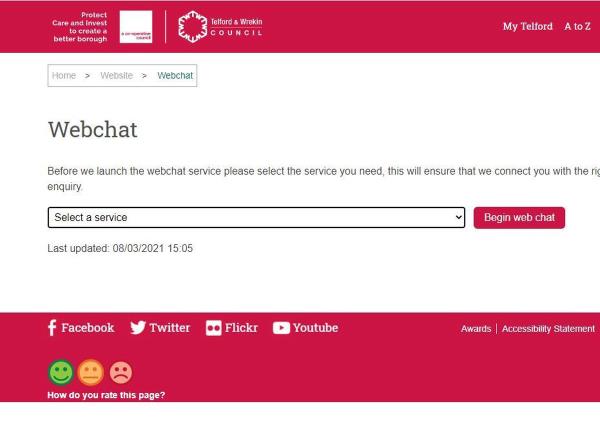 Protect
Care and Invest
to create a
better borough
a co-operative
council
Telford & Wrekin
COUNCIL
My Telford A to Z
Home > Website > Webchat
Webchat
Before we launch the webchat service please select the service you need, this will ensure that we connect you with the
enquiry.
Select a service
Begin web chat
Last updated: 08/03/2021 15:05
Facebook Twitter Flickr Youtube
Awards | Accessibility Statement
How do you rate this page?